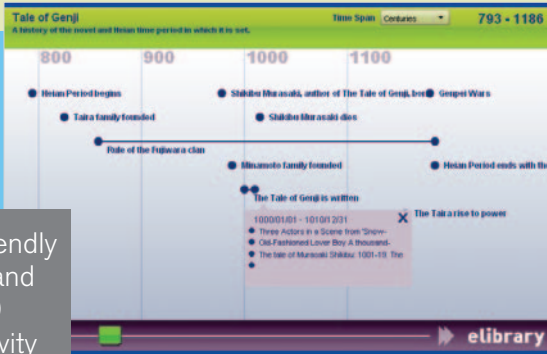 Tale of Genji
A history of the novel and Heian time period in which it is set.
Time Span Centuries
793 - 1186
800 900 1000 1100
Heian Period begins
Shikibu Murasaki, author of The Tale of Genji, bor
Genpei Wars
Taira family founded
Shikibu Murasaki dies
Rule of the Fujiwara clan
Minamoto family founded
Heian Period ends with the
The Tale of Genji is written
1000/01/01 - 1010/12/31 X
The Taira rise to power
Three Actors in a Scene from 'Snow-
Old-Fashioned Lover Boy A thousand-
The tale of Murasaki Shikibu: 1001-19. The
endly
and
vity
elibrary